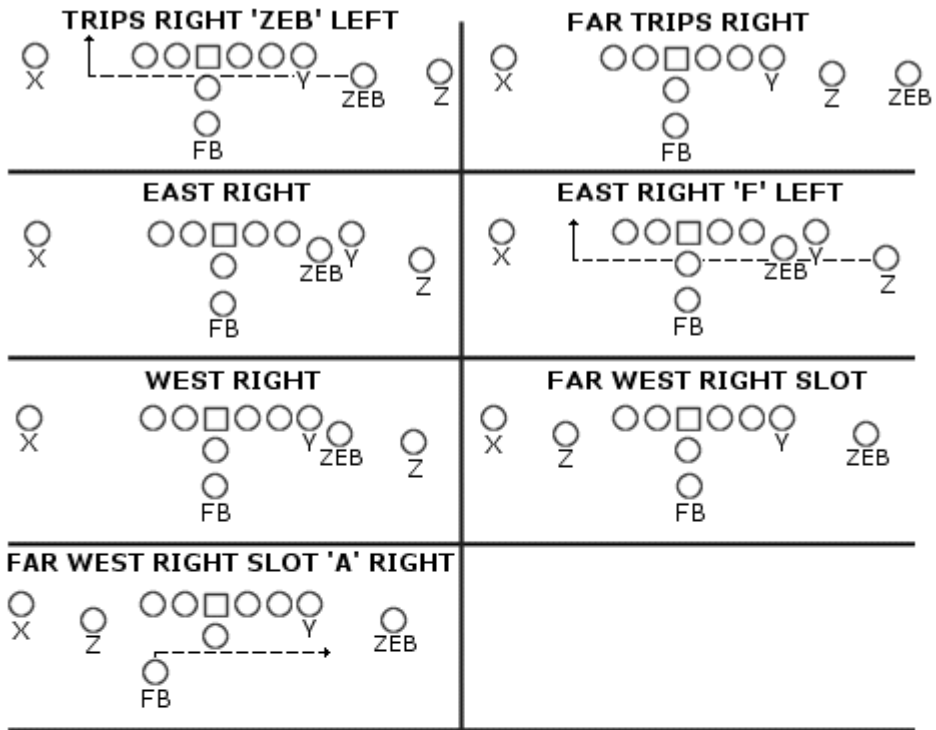 TRIPS RIGHT 'ZEB' LEFT
X Y ZEB Z
FB
FAR TRIPS RIGHT
X Y Z ZEB
FB
EAST RIGHT
X ZEB Y Z
FB
EAST RIGHT 'F' LEFT
X ZEB Y Z
FB
WEST RIGHT
X Y ZEB Z
FB
FAR WEST RIGHT SLOT
X Z Y ZEB
FB
FAR WEST RIGHT SLOT 'A' RIGHT
X Z Y ZEB
FB